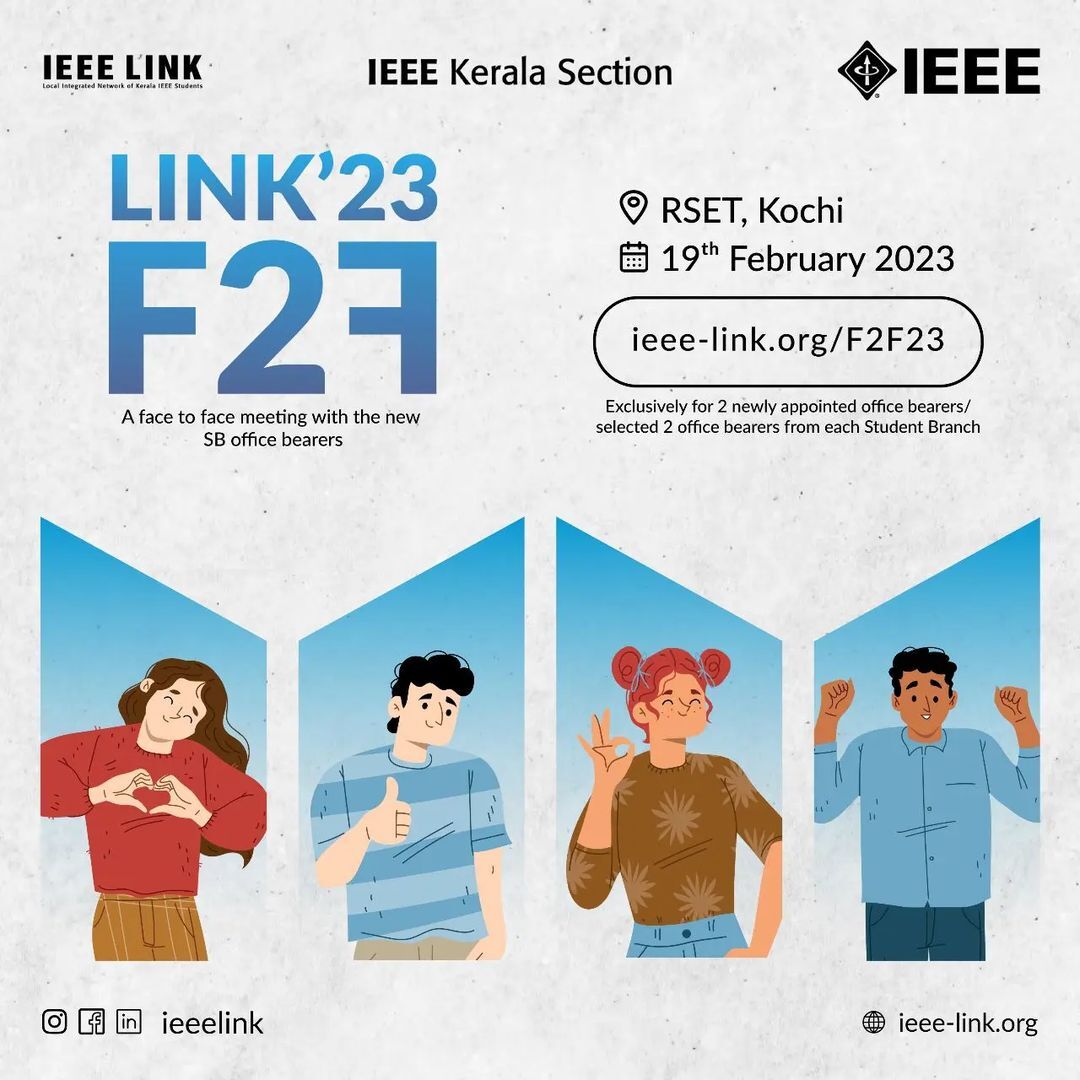 IEEE LINK
Local Integrated Network of Kerala IEEE Students
IEEE Kerala Section
IEEE
LINK'23
F2F
A face to face meeting with the new
SB office bearers
RSET, Kochi
19th February 2023
ieee-link.org/F2F23
Exclusively for 2 newly appointed office bearers/
selected 2 office bearers from each Student Branch
ieeelink
ieee-link.org